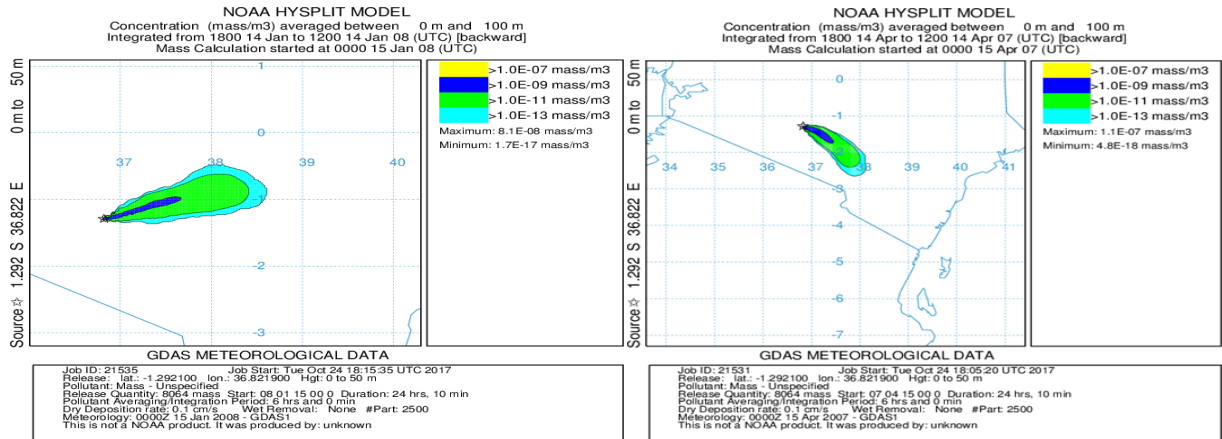 NOAA HYSPLIT MODEL
Concentration (mass/m3) averaged between 0 m and 100 m
Integrated from 1800 14 Jan to 1200 14 Jan 08 (UTC) [backward]
Mass Calculation started at 0000 15 Jan 08 (UTC)
Source ☆ 1.292 S 36.822 E 0 m to 50 m
1
0
37 38 39 40
-1
-2
-3
>1.0E-07 mass/m3
>1.0E-09 mass/m3
>1.0E-11 mass/m3
>1.0E-13 mass/m3
Maximum: 8.1E-08 mass/m3
Minimum: 1.7E-17 mass/m3
GDAS METEOROLOGICAL DATA
Job ID: 21535 Job Start: Tue Oct 24 18:15:35 UTC 2017
Release: lat.: -1.292100 lon.: 36.821900 Hgt: 0 to 50 m
Pollutant: Mass - Unspecified
Release Quantity: 8064 mass Start: 08 01 15 00 0 Duration: 24 hrs, 10 min
Pollutant Averaging/Integration Period: 6 hrs and 0 min
Dry Deposition rate: 0.1 cm/s Wet Removal: None #Part: 2500
Meteorology: 0000Z 15 Jan 2008 - GDAS1
This is not a NOAA product. It was produced by: unknown
NOAA HYSPLIT MODEL
Concentration (mass/m3) averaged between 0 m and 100 m
Integrated from 1800 14 Apr to 1200 14 Apr 07 (UTC) [backward]
Mass Calculation started at 0000 15 Apr 07 (UTC)
Source ☆ 1.292 S 36.822 E 0 m to 50 m
0
-1
-2
34 35 36 37 38 39 40 41
-3
-4
-5
-6
-7
>1.0E-07 mass/m3
>1.0E-09 mass/m3
>1.0E-11 mass/m3
>1.0E-13 mass/m3
Maximum: 1.1E-07 mass/m3
Minimum: 4.8E-18 mass/m3
GDAS METEOROLOGICAL DATA
Job ID: 21531 Job Start: Tue Oct 24 18:05:20 UTC 2017
Release: lat.: -1.292100 lon.: 36.821900 Hgt: 0 to 50 m
Pollutant: Mass - Unspecified
Release Quantity: 8064 mass Start: 07 04 15 00 0 Duration: 24 hrs, 10 min
Pollutant Averaging/Integration Period: 6 hrs and 0 min
Dry Deposition rate: 0.1 cm/s Wet Removal: None #Part: 2500
Meteorology: 0000Z 15 Apr 2007 - GDAS1
This is not a NOAA product. It was produced by: unknown